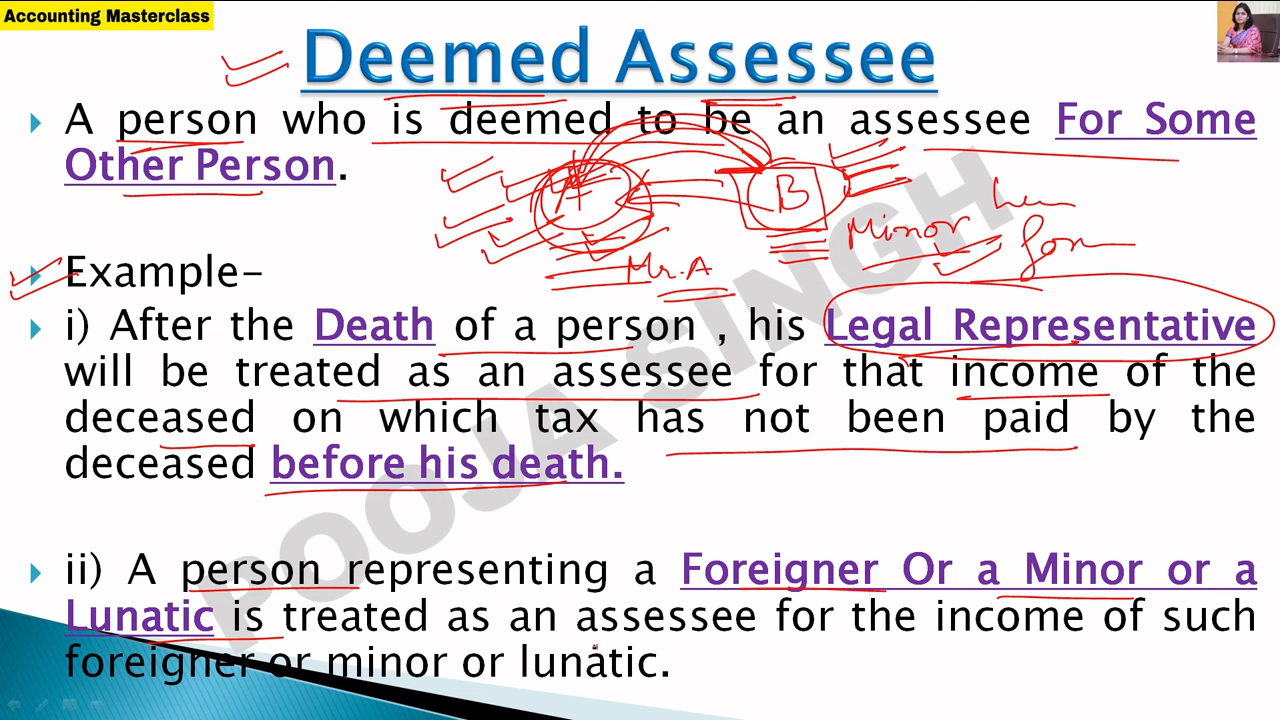 Accounting Masterclass
Deemed Assessee
A person who is deemed to be an assessee For Some
Other Person.
A
B
Minor
Mr. A
Example-
i) After the Death of a person , his Legal Representative
will be treated as an assessee for that income of the
deceased on which tax has not been paid by the
deceased before his death.
ii) A person representing a Foreigner Or a Minor or a
Lunatic is treated as an assessee for the income of such
foreigner or minor or lunatic.
POOJA SINGH